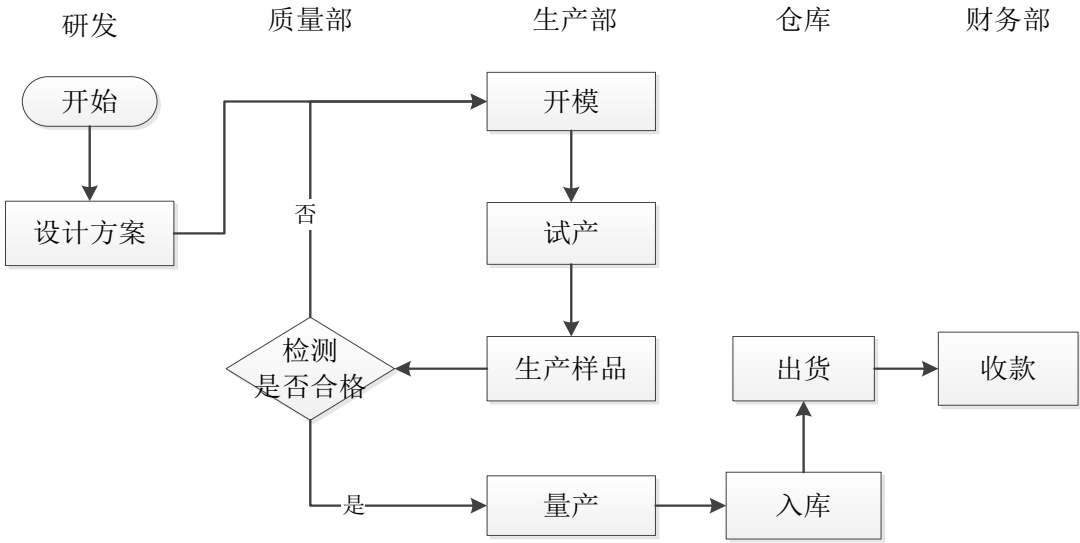 研发
质量部
生产部
仓库
财务部
开始
开模
设计方案
否
试产
检测
是否合格
生产样品
出货
收款
是
量产
入库